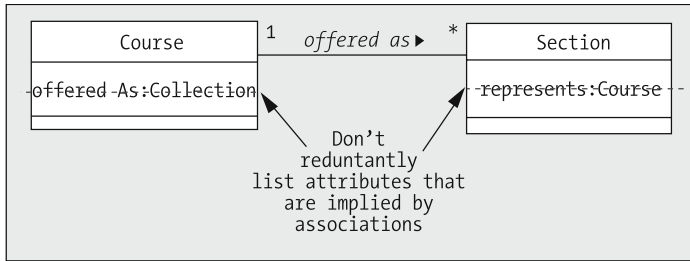 Course
1
offered as ▶
*
Section
offered As:Collection
represents:Course
Don't
reduntantly
list attributes that
are implied by
associations